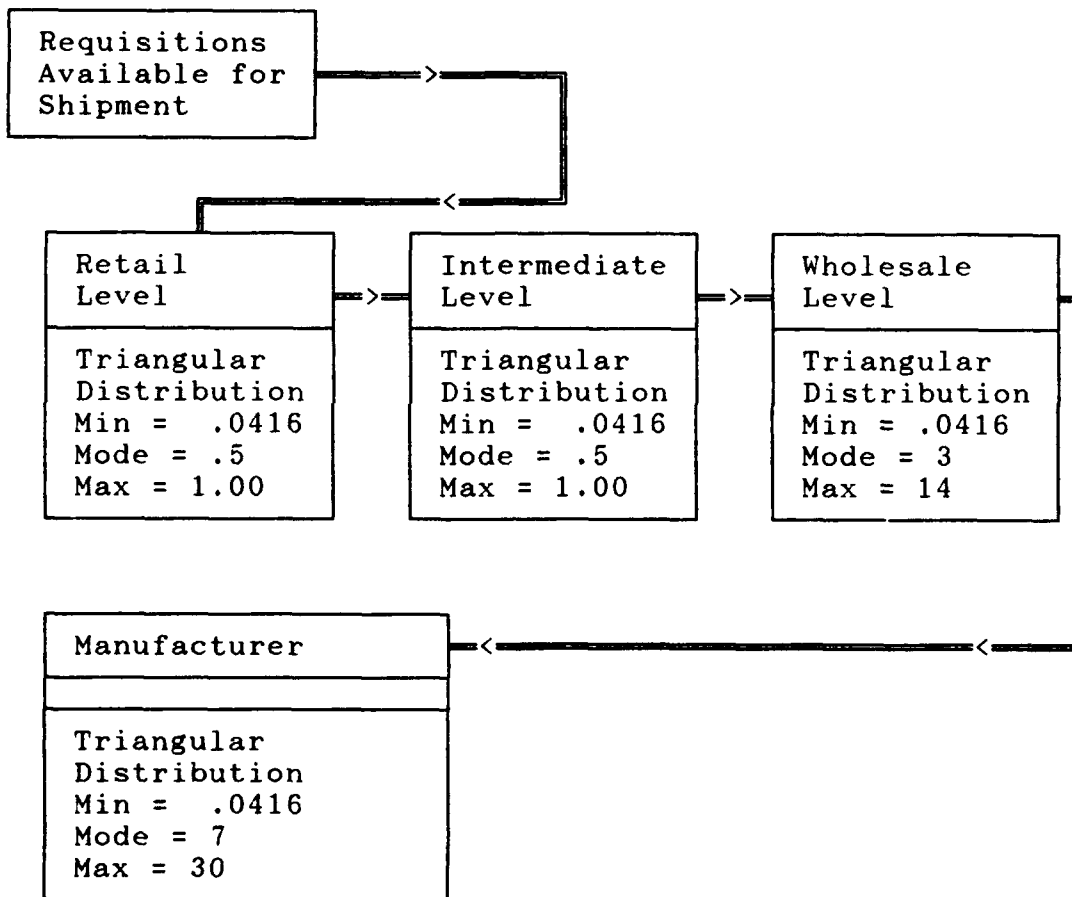 Requisitions
Available for
Shipment
Retail
Level
Triangular
Distribution
Min = .0416
Mode = .5
Max = 1.00
Intermediate
Level
Triangular
Distribution
Min = .0416
Mode = .5
Max = 1.00
Wholesale
Level
Triangular
Distribution
Min = .0416
Mode = 3
Max = 14
Manufacturer
Triangular
Distribution
Min = .0416
Mode = 7
Max = 30